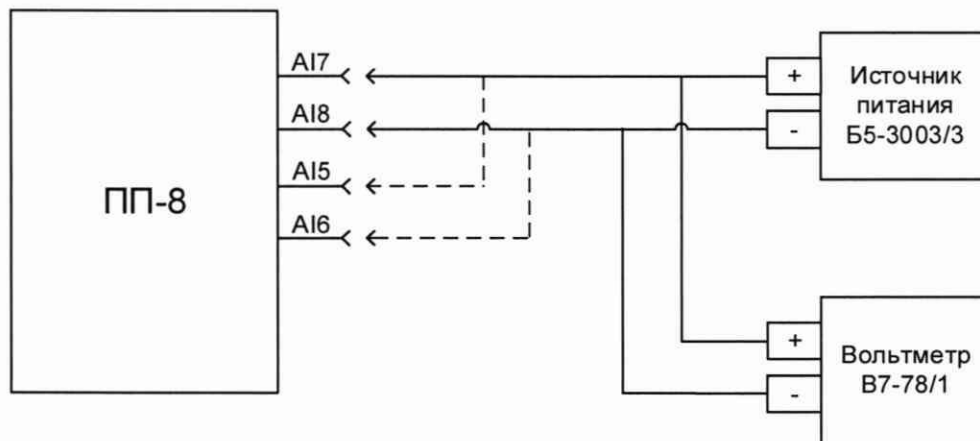 ПП-8
AI7
AI8
AI5
AI6
+
-
Источник
питания
Б5-3003/3
+
-
Вольтметр
В7-78/1